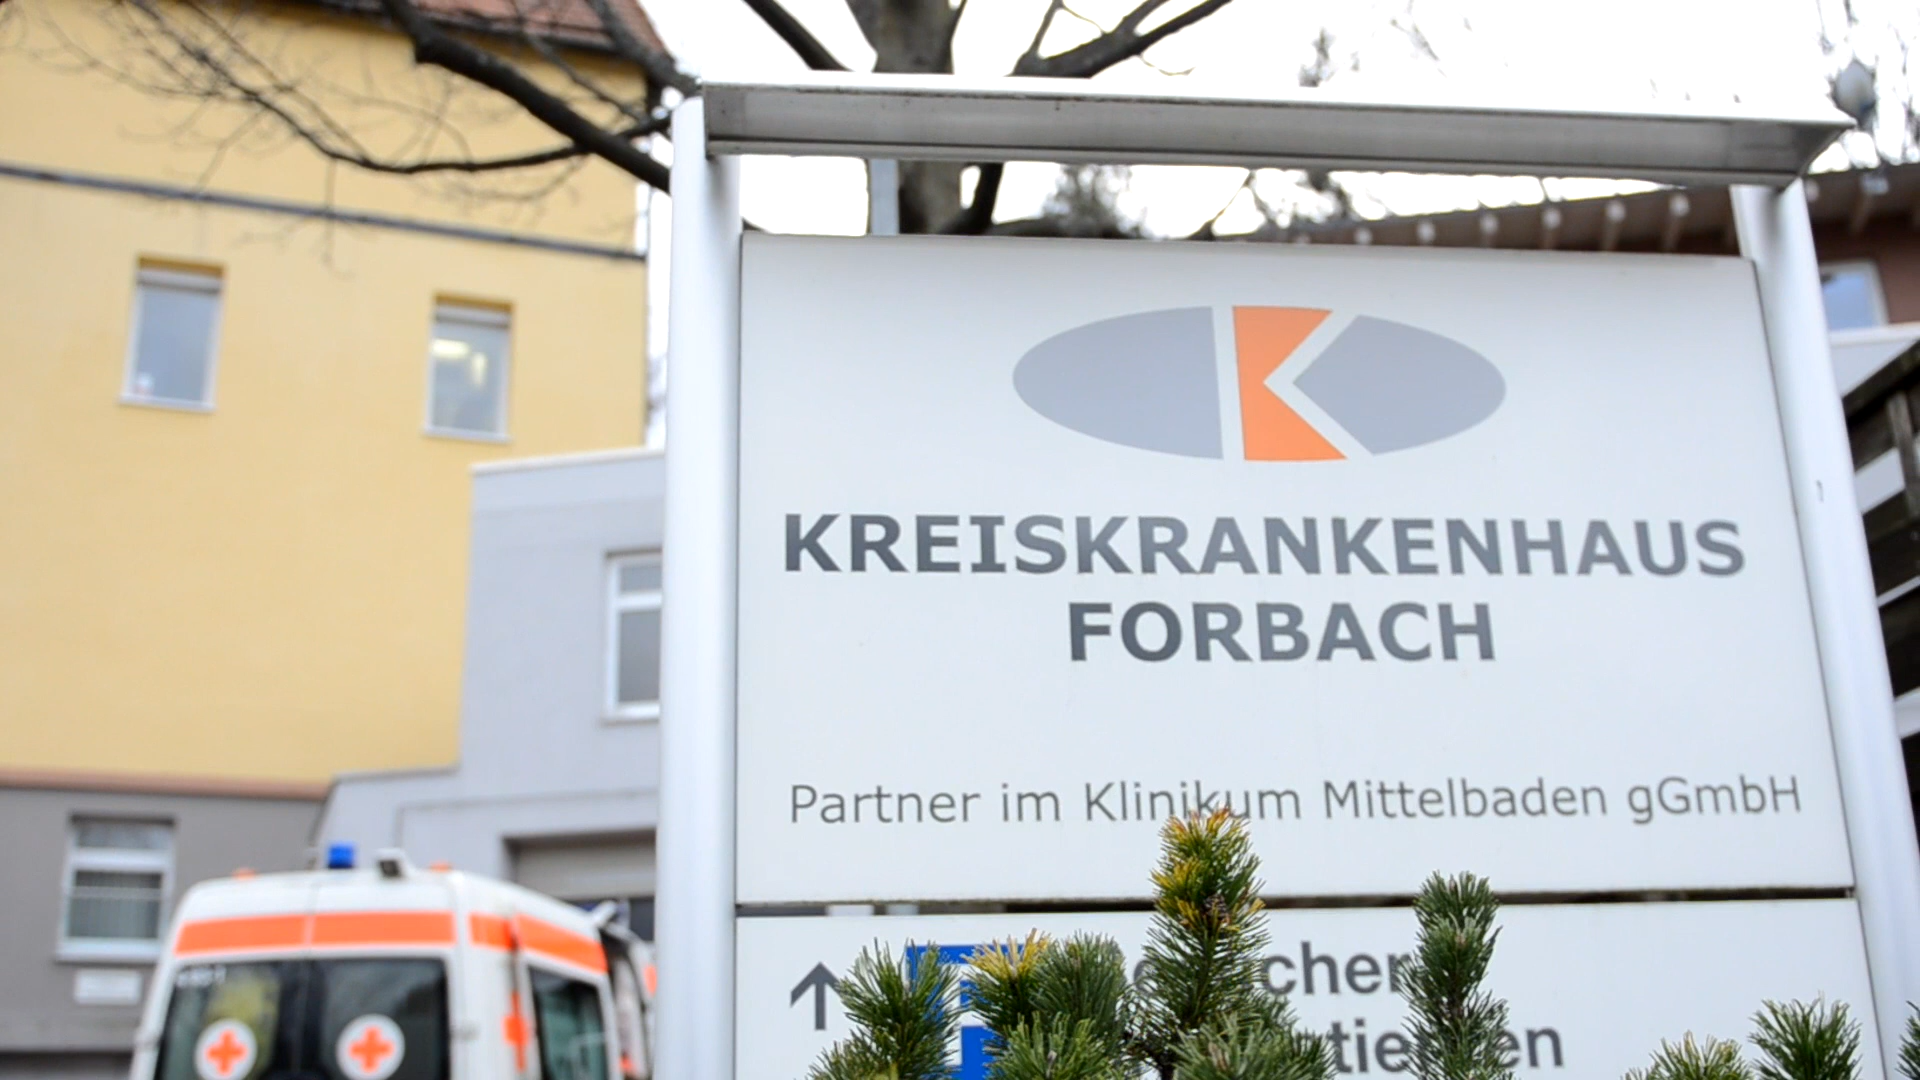 KREISKRANKENHAUS
FORBACH
Partner im Klinikum Mittelbaden gGmbH